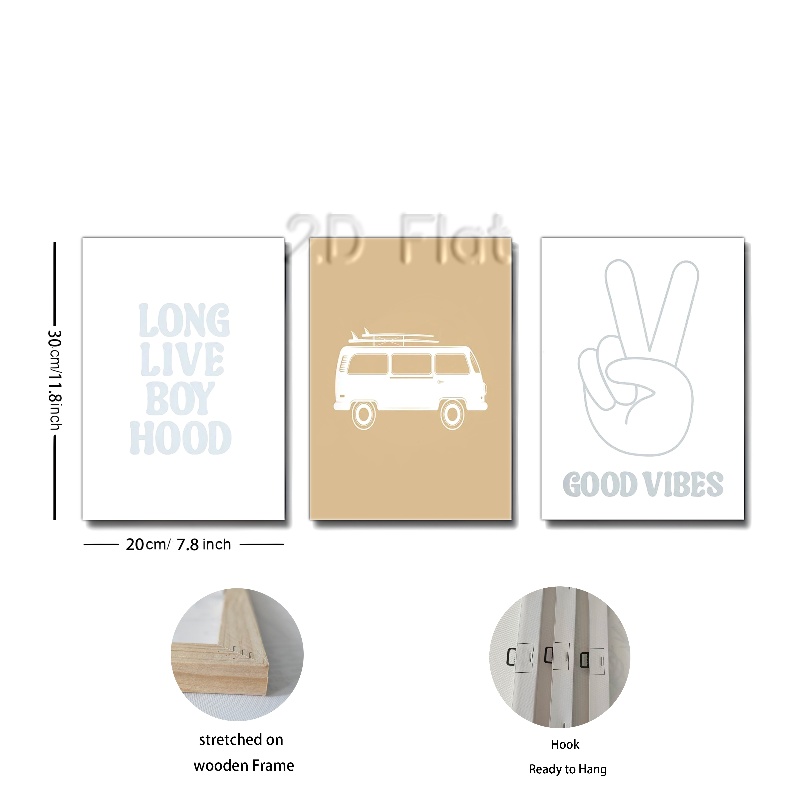 2D Flat
LONG
LIVE
BOY
HOOD
GOOD VIBES
30cm/11.8inch
20cm/ 7.8 inch
stretched on
wooden Frame
Hook
Ready to Hang